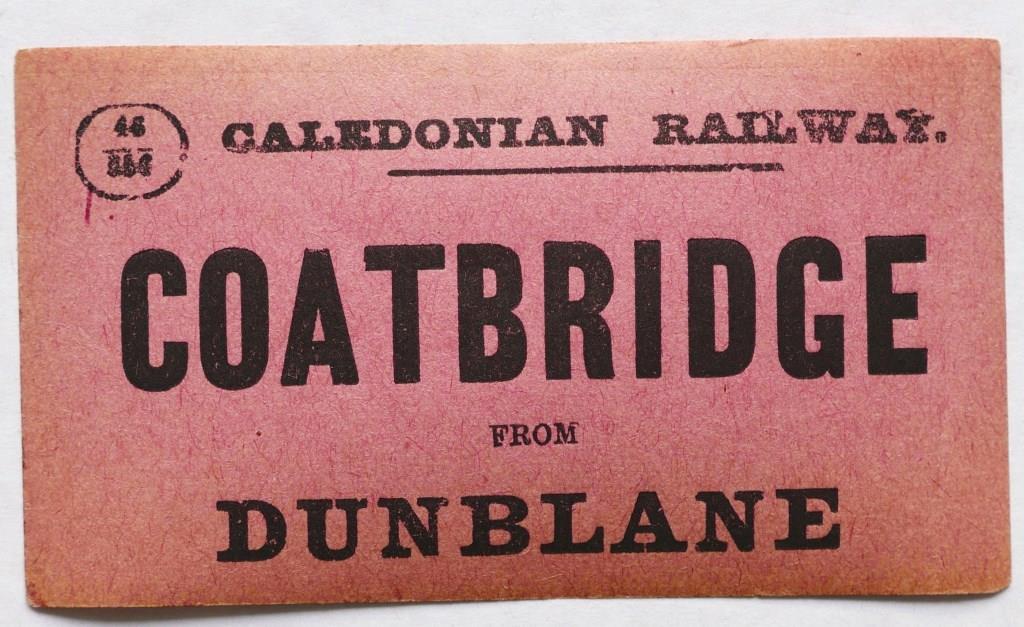 46
CALEDONIAN RAILWAY.
COATBRIDGE
FROM
DUNBLANE